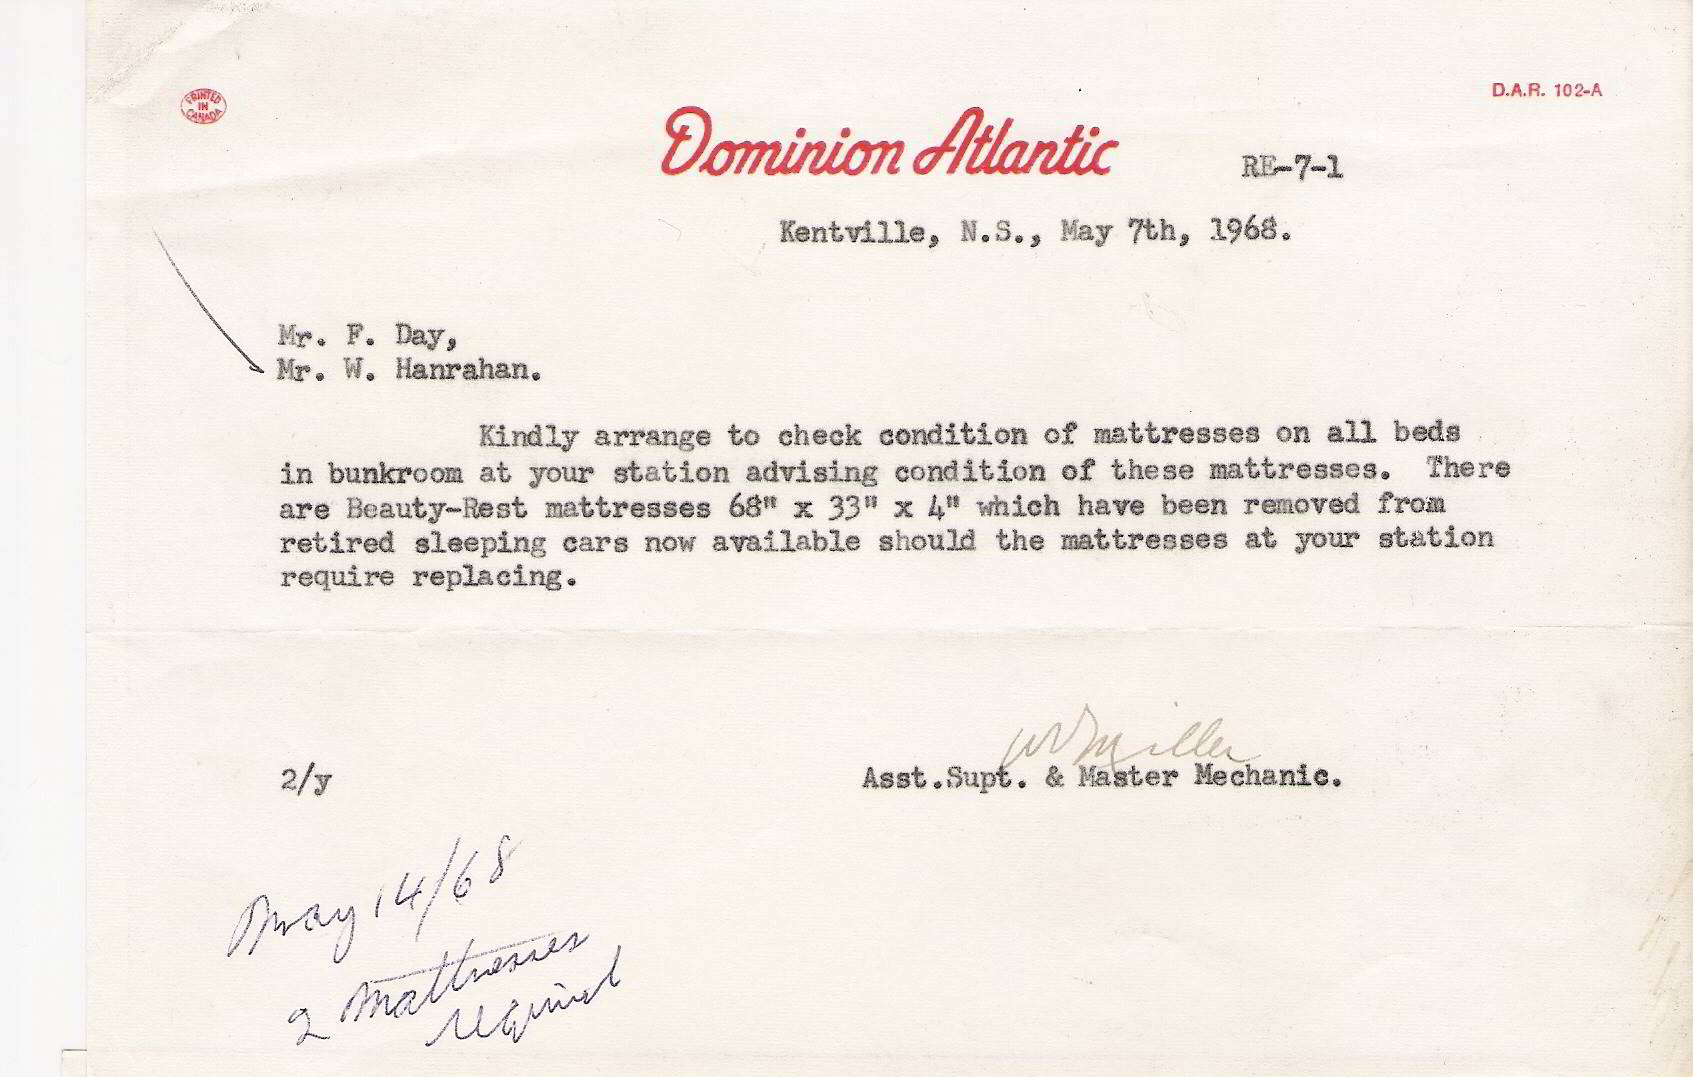 PRINTED
IN
CANADA
D.A.R. 102-A
Dominion Atlantic
RE-7-1
Kentville, N.S., May 7th, 1968.
Mr. F. Day,
Mr. W. Hanrahan.
Kindly arrange to check condition of mattresses on all beds
in bunkroom at your station advising condition of these mattresses. There
are Beauty-Rest mattresses 68" x 33" x 4" which have been removed from
retired sleeping cars now available should the mattresses at your station
require replacing.
Miller
2/y
Asst.Supt. & Master Mechanic.
May 14/68
2 Mattresses
required